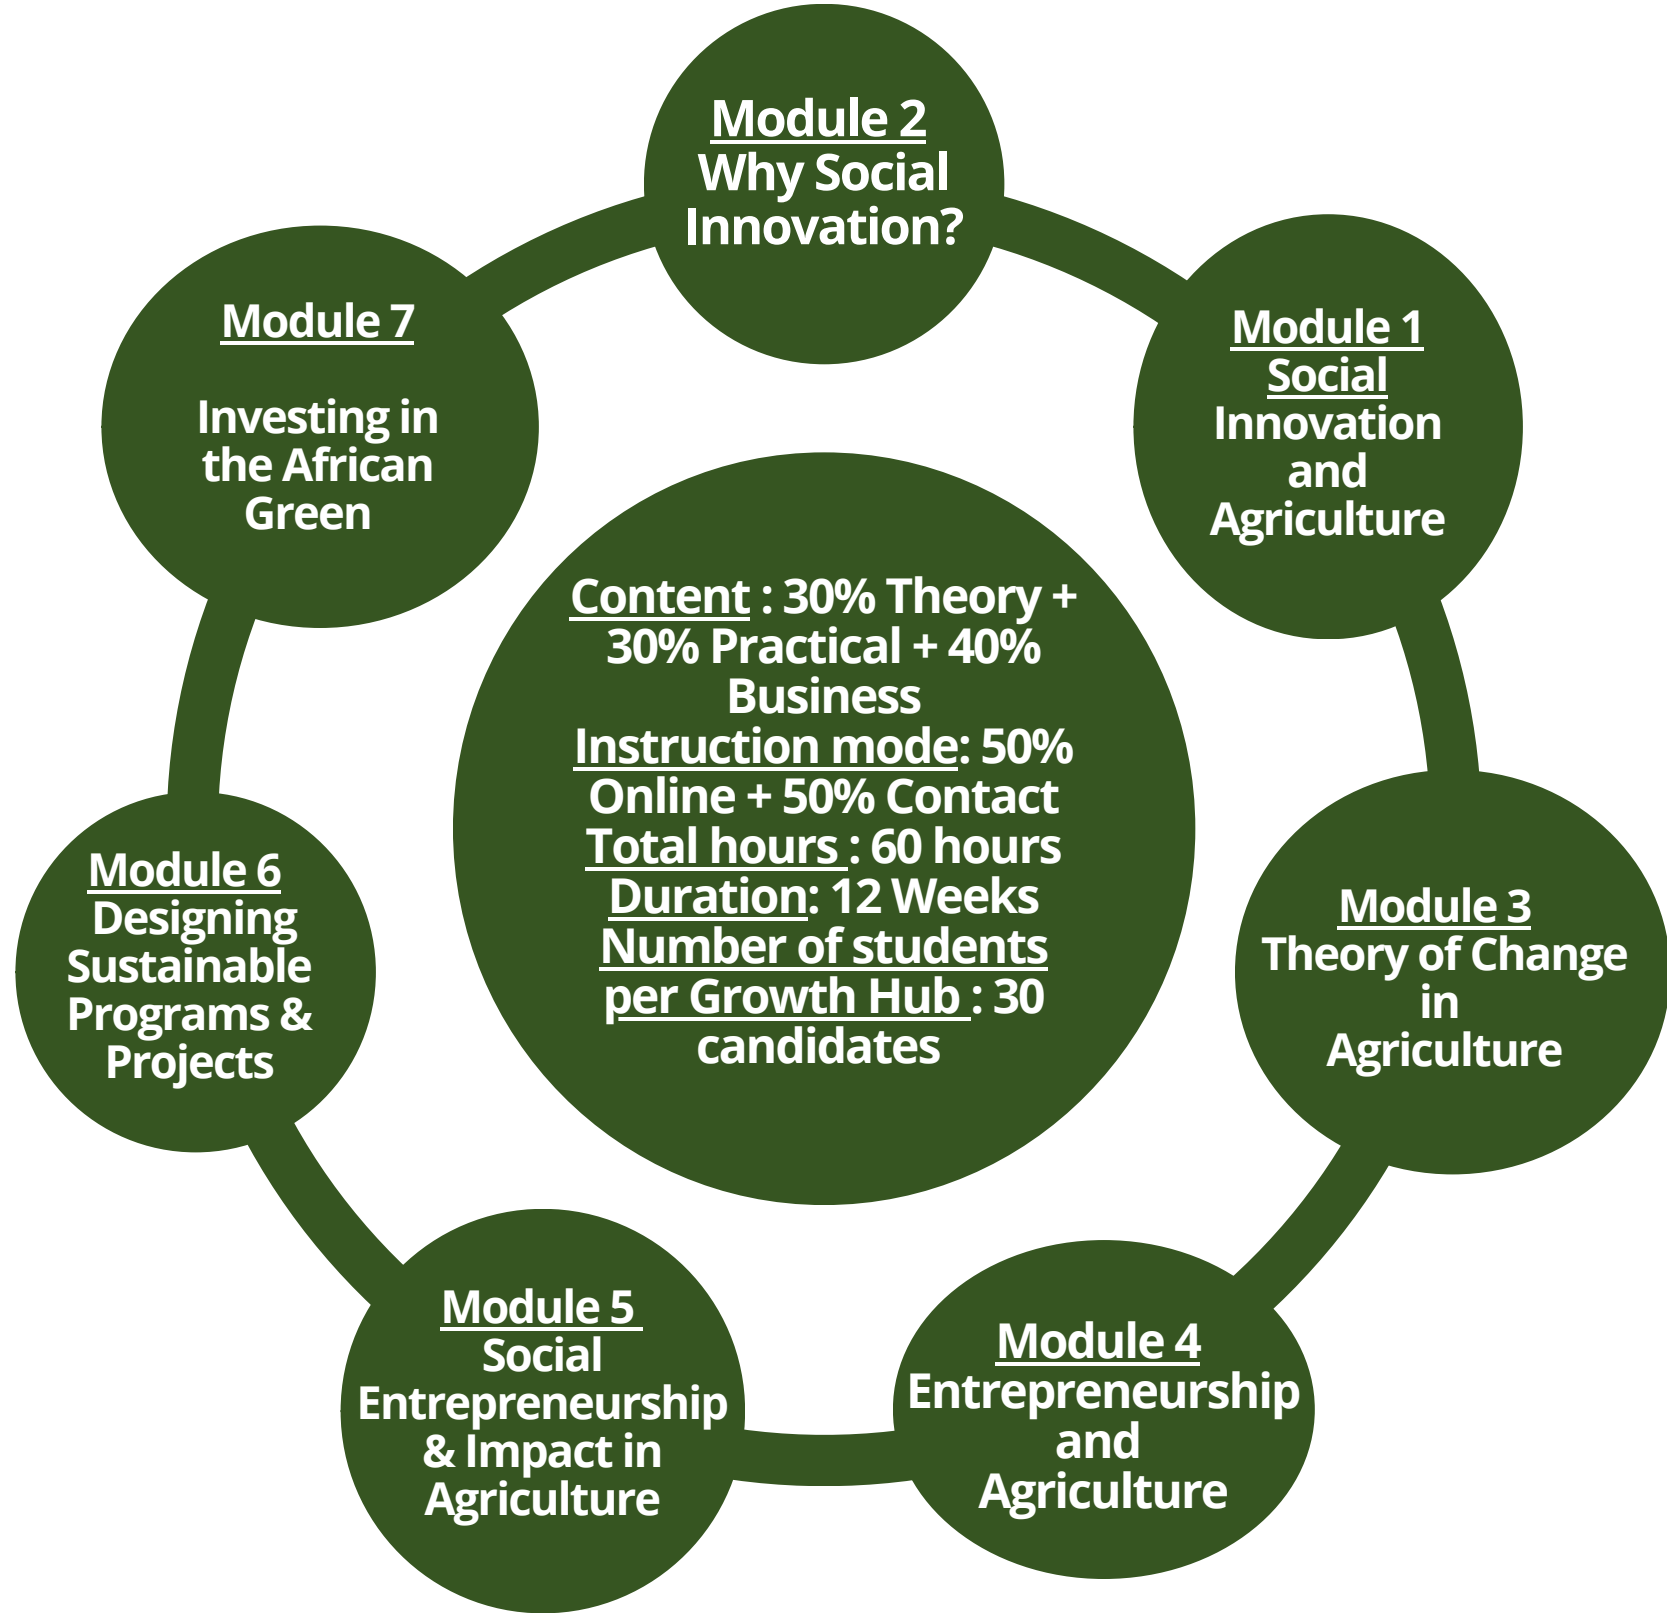 Module 2
Why Social
Innovation?
Module 1
Social
Innovation
and
Agriculture
Module 7
Investing in
the African
Green
Content : 30% Theory +
30% Practical + 40%
Business
Instruction mode: 50%
Online + 50% Contact
Total hours : 60 hours
Duration: 12 Weeks
Number of students
per Growth Hub : 30
candidates
Module 3
Theory of Change
in
Agriculture
Module 6
Designing
Sustainable
Programs &
Projects
Module 5
Social
Entrepreneurship
& Impact in
Agriculture
Module 4
Entrepreneurship
and
Agriculture